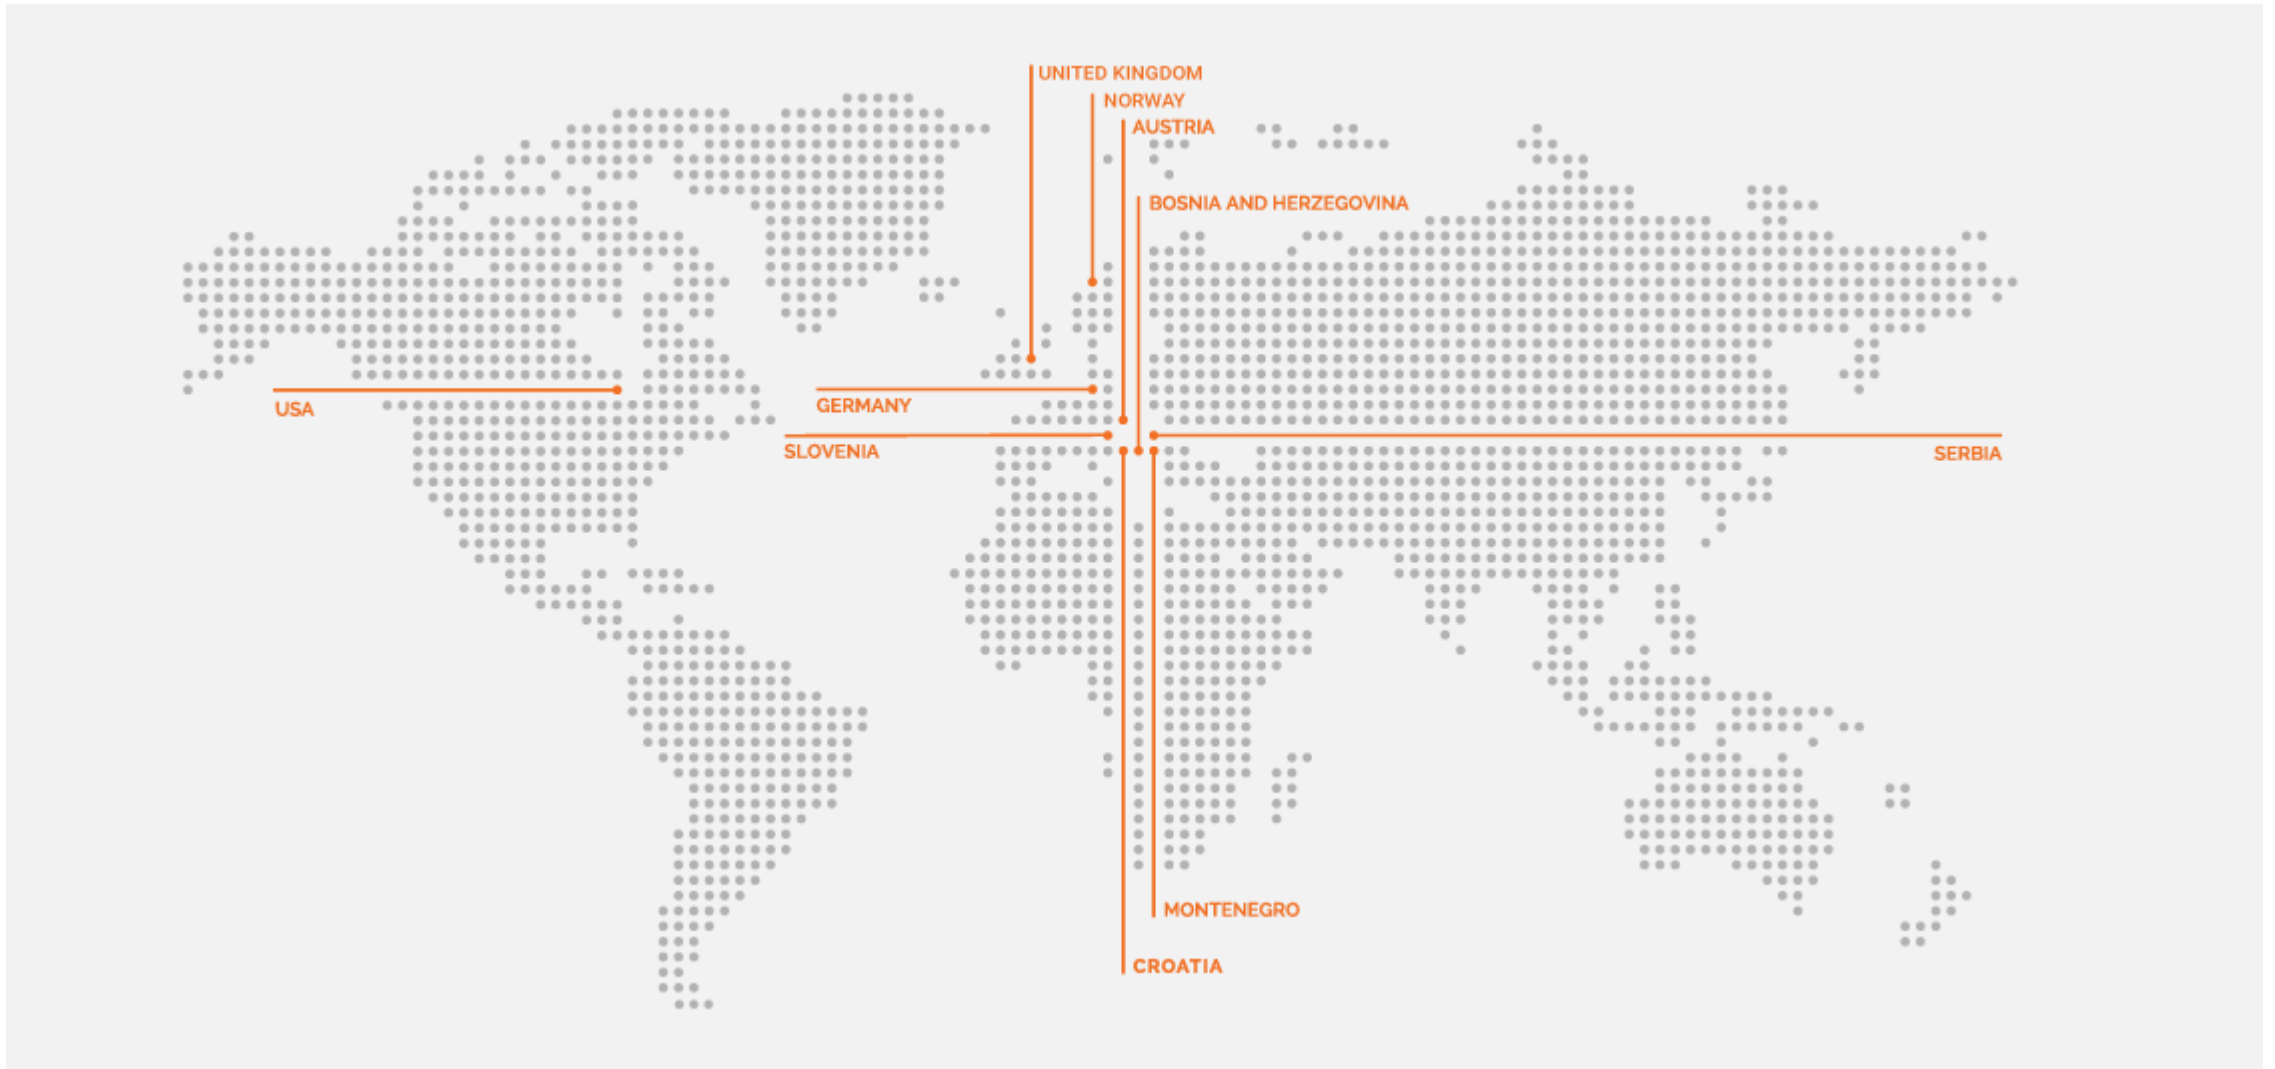 UNITED KINGDOM
NORWAY
AUSTRIA
BOSNIA AND HERZEGOVINA
USA
GERMANY
SLOVENIA
SERBIA
MONTENEGRO
CROATIA